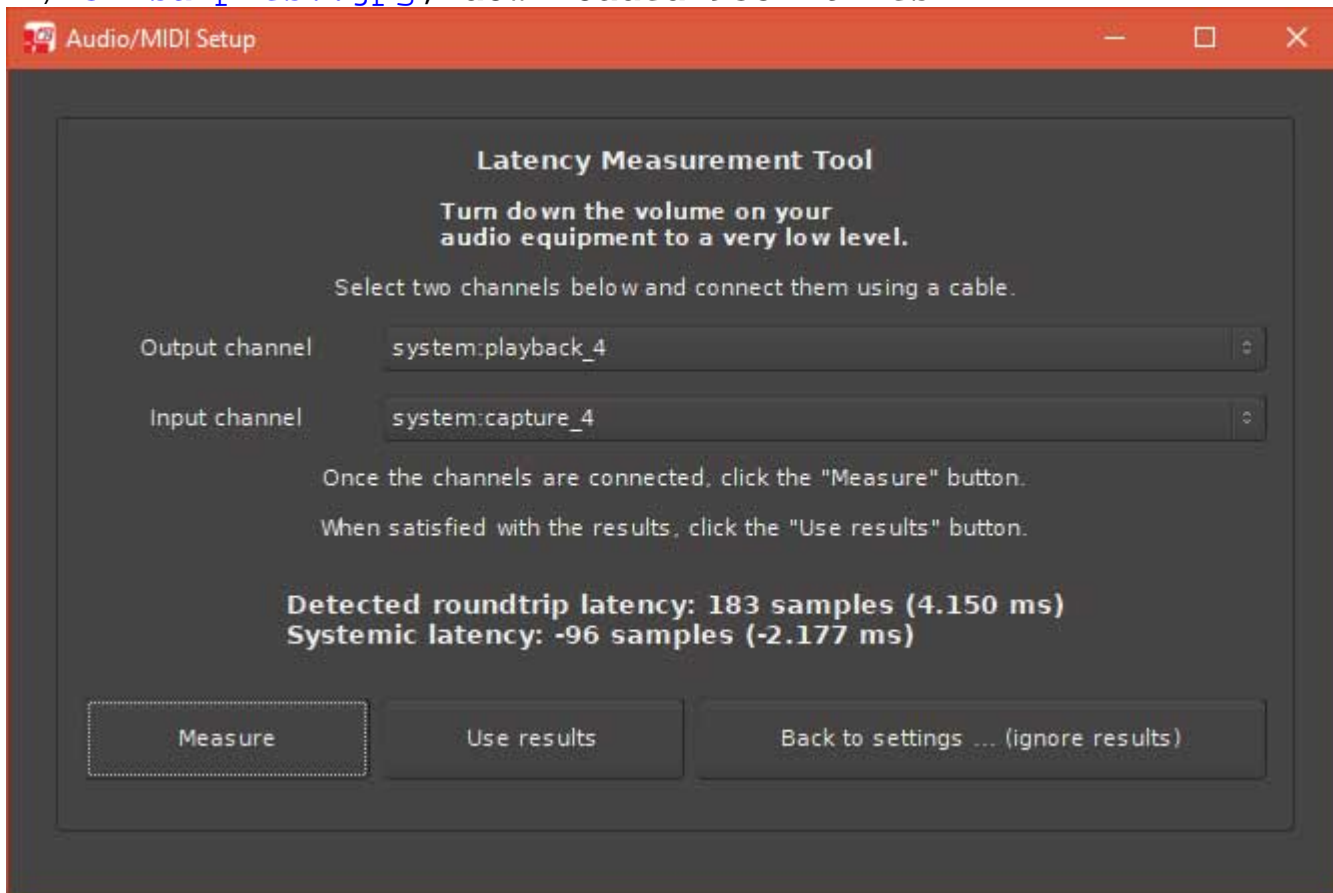 Audio/MIDI Setup
Latency Measurement Tool
Turn down the volume on your
audio equipment to a very low level.
Select two channels below and connect them using a cable.
Output channel system:playback_4
Input channel system:capture_4
Once the channels are connected, click the "Measure" button.
When satisfied with the results, click the "Use results" button.
Detected roundtrip latency: 183 samples (4.150 ms)
Systemic latency: -96 samples (-2.177 ms)
Measure Use results Back to settings ... (ignore results)